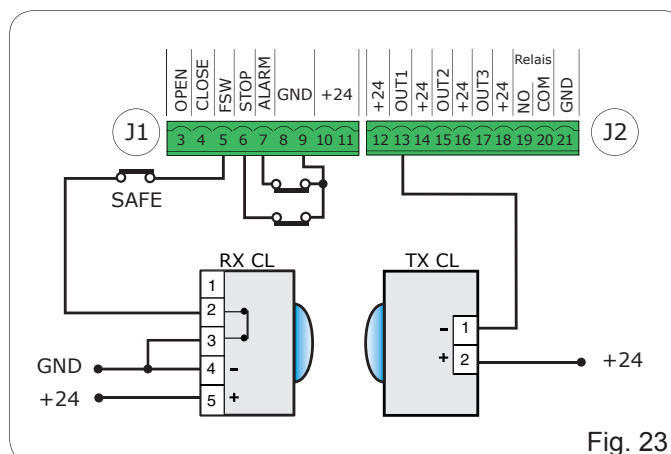 Relais
OPEN CLOSE FSW STOP ALARM GND +24
+24 OUT1 +24 OUT2 +24 OUT3 +24 NO COM GND
J1 3 4 5 6 7 8 9 10 11
12 13 14 15 16 17 18 19 20 21 J2
SAFE
RX CL
TX CL
1
2
3
GND 4 -
+24 5 +
- 1
+ 2 +24
Fig. 23